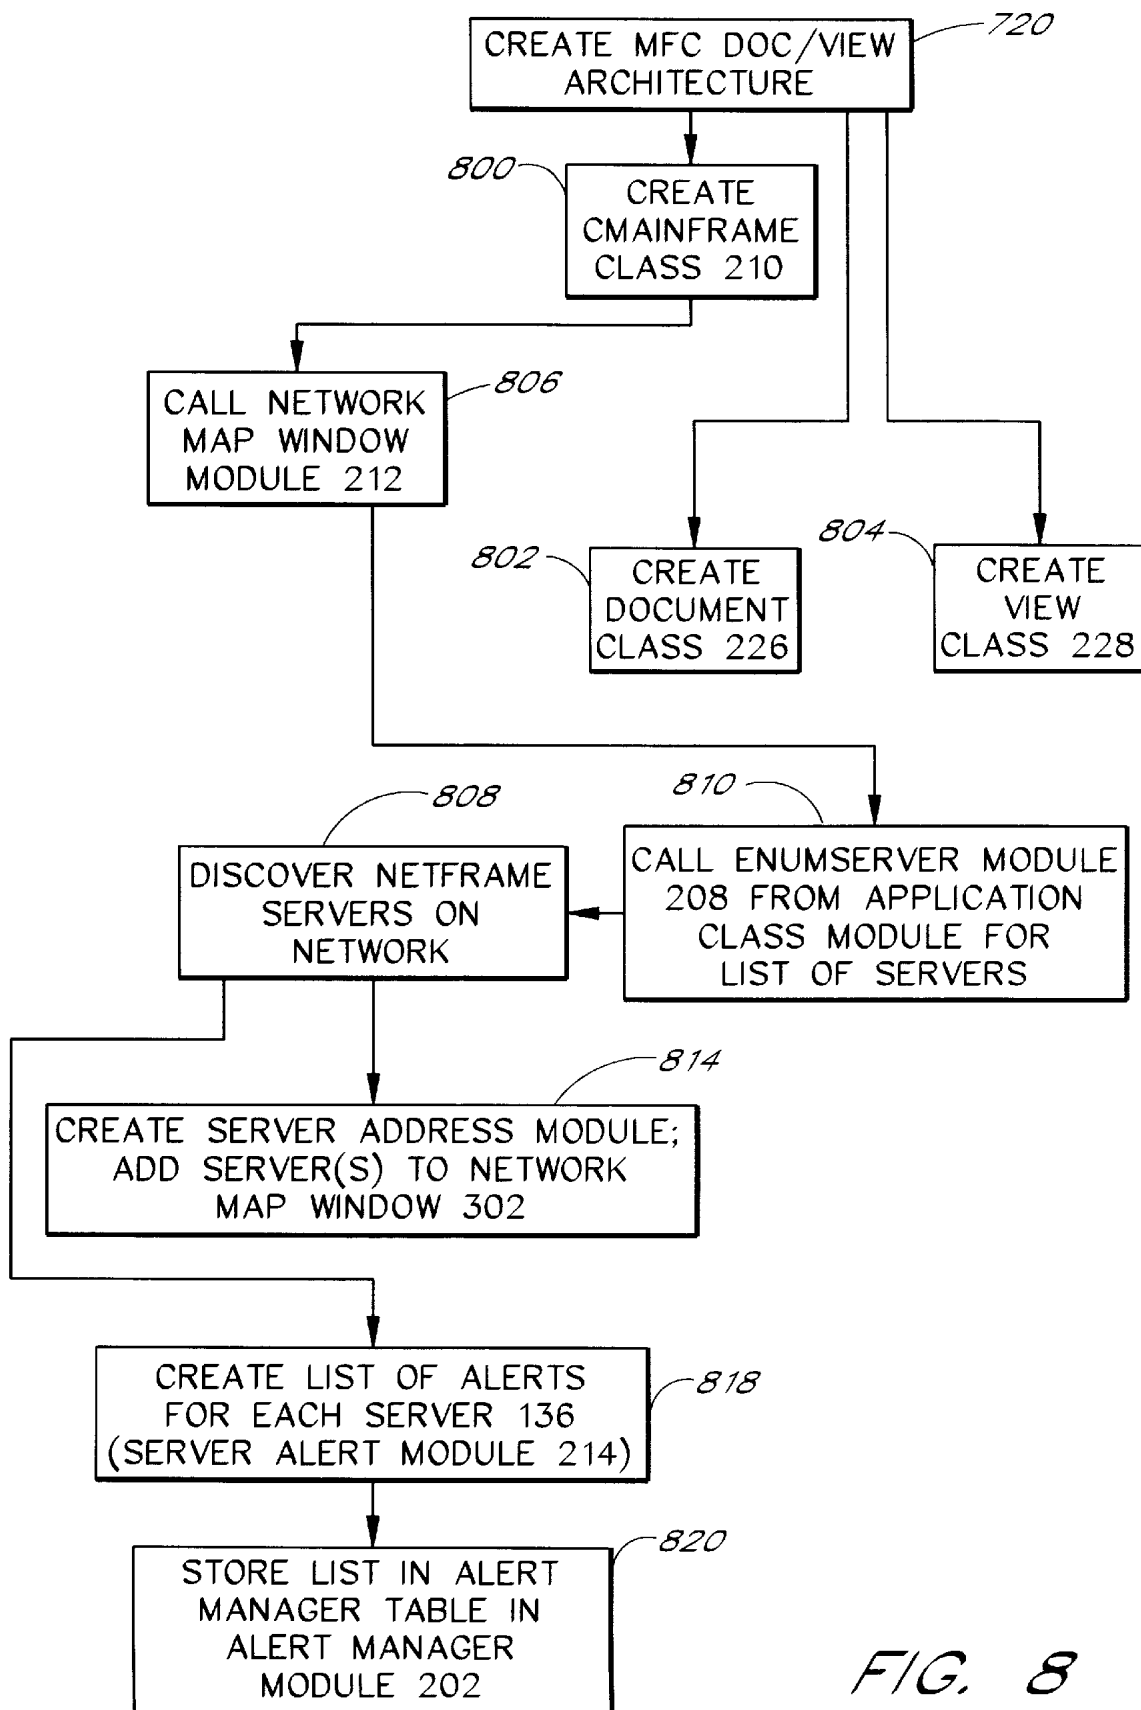 720
CREATE MFC DOC/VIEW
ARCHITECTURE
800
CREATE
CMAINFRAME
CLASS 210
806
CALL NETWORK
MAP WINDOW
MODULE 212
802
CREATE
DOCUMENT
CLASS 226
804
CREATE
VIEW
CLASS 228
810
CALL ENUMSERVER MODULE
208 FROM APPLICATION
CLASS MODULE FOR
LIST OF SERVERS
808
DISCOVER NETFRAME
SERVERS ON
NETWORK
814
CREATE SERVER ADDRESS MODULE;
ADD SERVER(S) TO NETWORK
MAP WINDOW 302
818
CREATE LIST OF ALERTS
FOR EACH SERVER 136
(SERVER ALERT MODULE 214)
820
STORE LIST IN ALERT
MANAGER TABLE IN
ALERT MANAGER
MODULE 202
FIG. 8